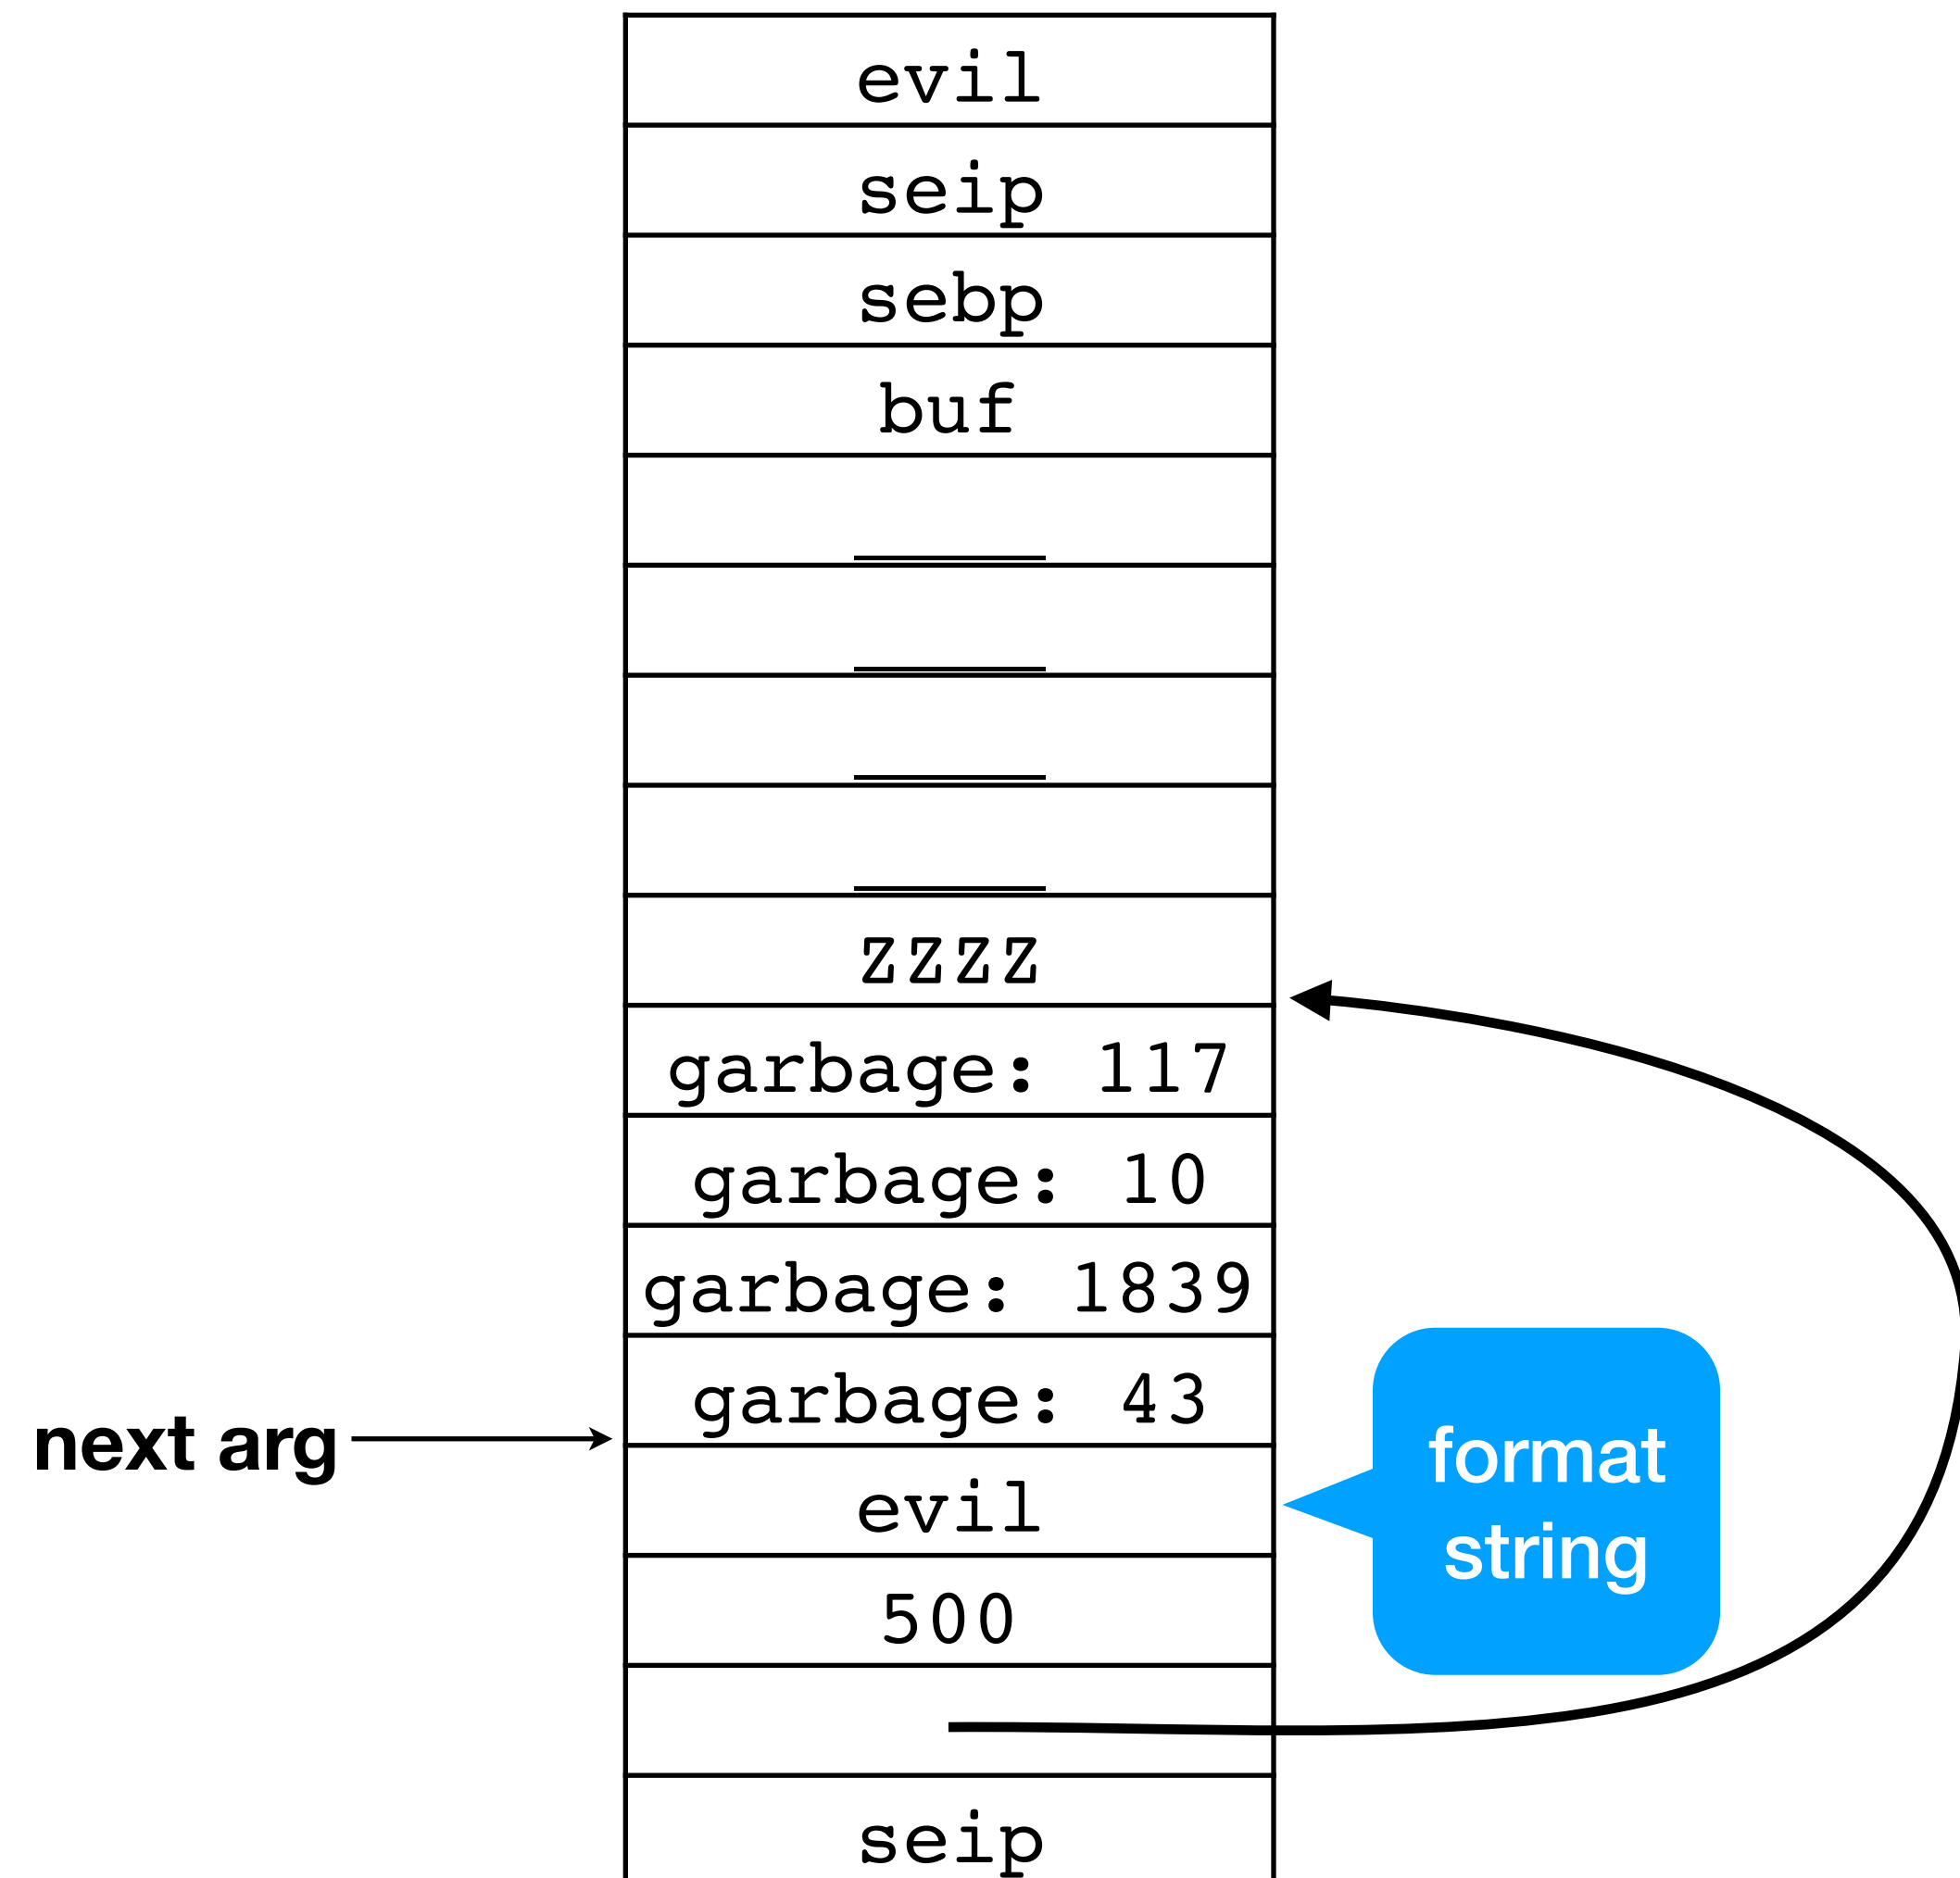 evil
seip
sebp
buf
____
____
____
____
zzzz
garbage: 117
garbage: 10
garbage: 1839
garbage: 43
next arg
evil
format
string
500
seip